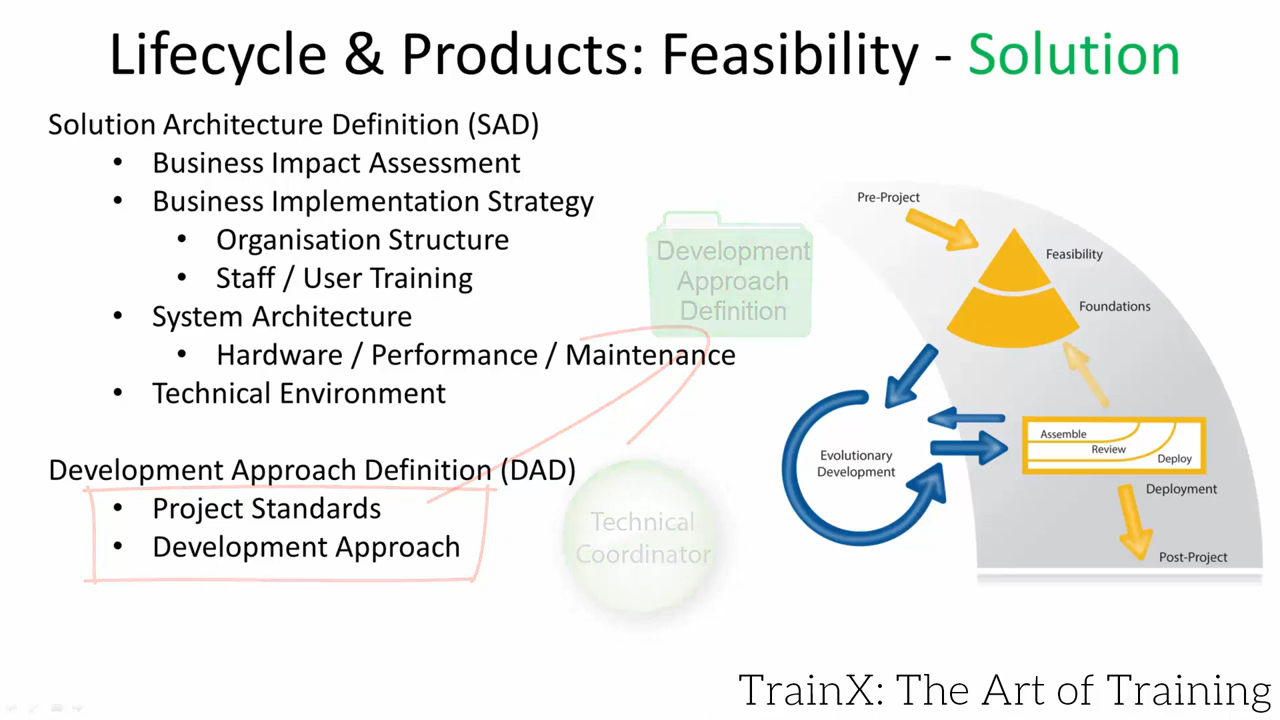 Lifecycle & Products: Feasibility - Solution
Solution Architecture Definition (SAD)
• Business Impact Assessment
• Business Implementation Strategy
• Organisation Structure
• Staff / User Training
• System Architecture
• Hardware / Performance / Maintenance
• Technical Environment
Development Approach Definition (DAD)
• Project Standards
• Development Approach
Development
Approach
Definition
Technical
Coordinator
Pre-Project
Feasibility
Foundations
Evolutionary
Development
Assemble
Review
Deploy
Deployment
Post-Project
TrainX: The Art of Training